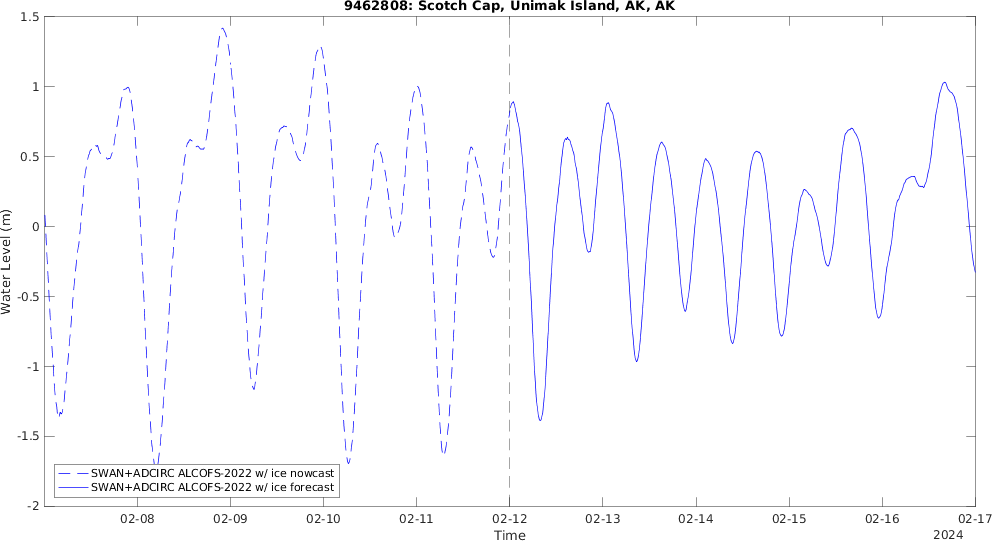 9462808: Scotch Cap, Unimak Island, AK, AK
Water Level (m)
1.5
1
0.5
0
-0.5
-1
-1.5
-2
SWAN+ADCIRC ALCOFS-2022 w/ ice nowcast
SWAN+ADCIRC ALCOFS-2022 w/ ice forecast
02-08 02-09 02-10 02-11 02-12 02-13 02-14 02-15 02-16 02-17
Time
2024